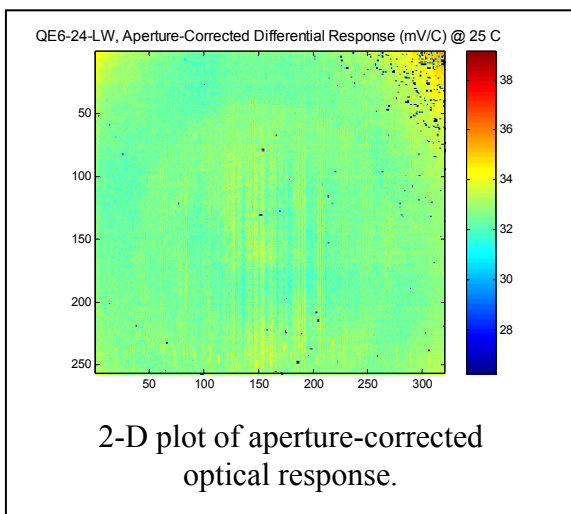 QE6-24-LW, Aperture-Corrected Differential Response (mV/C) @ 25 C
50
100
150
200
250
50 100 150 200 250 300
38
36
34
32
30
28
2-D plot of aperture-corrected
optical response.